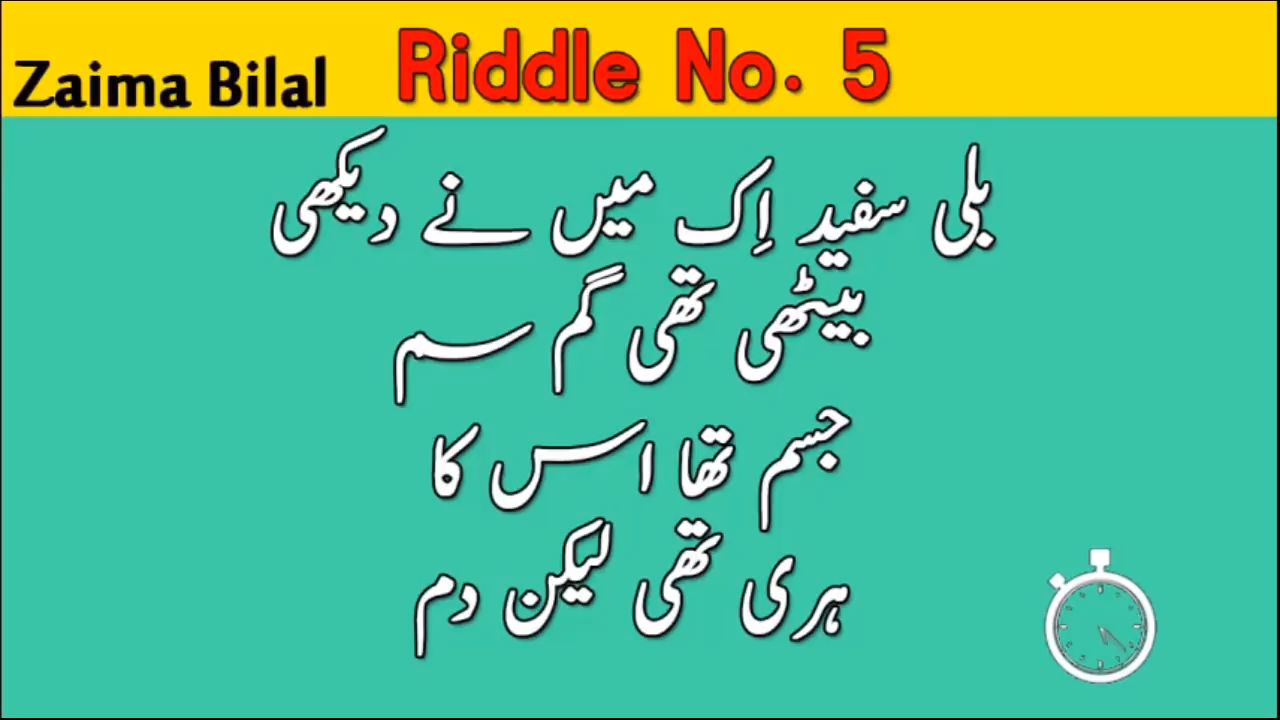 Zaima Bilal
Riddle No. 5
بلی سفید اِک میں نے دیکھی
بیٹھی تھی گم سم
جسم تھا اس کا
ہری تھی لیکن دم